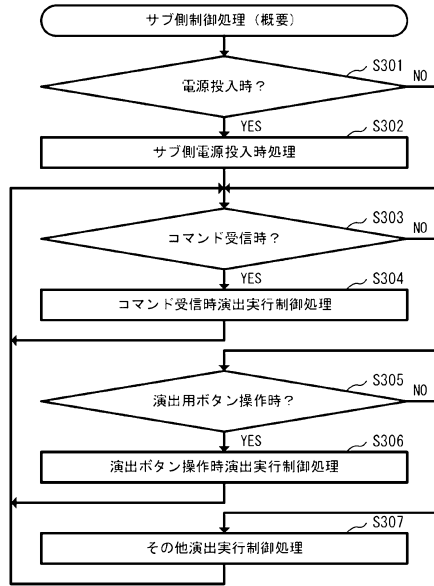 サブ側制御処理（概要）
S301
電源投入時？
NO
YES
S302
サブ側電源投入時処理
S303
コマンド受信時？
NO
YES
S304
コマンド受信時演出実行制御処理
S305
演出用ボタン操作時？
NO
YES
S306
演出ボタン操作時演出実行制御処理
S307
その他演出実行制御処理